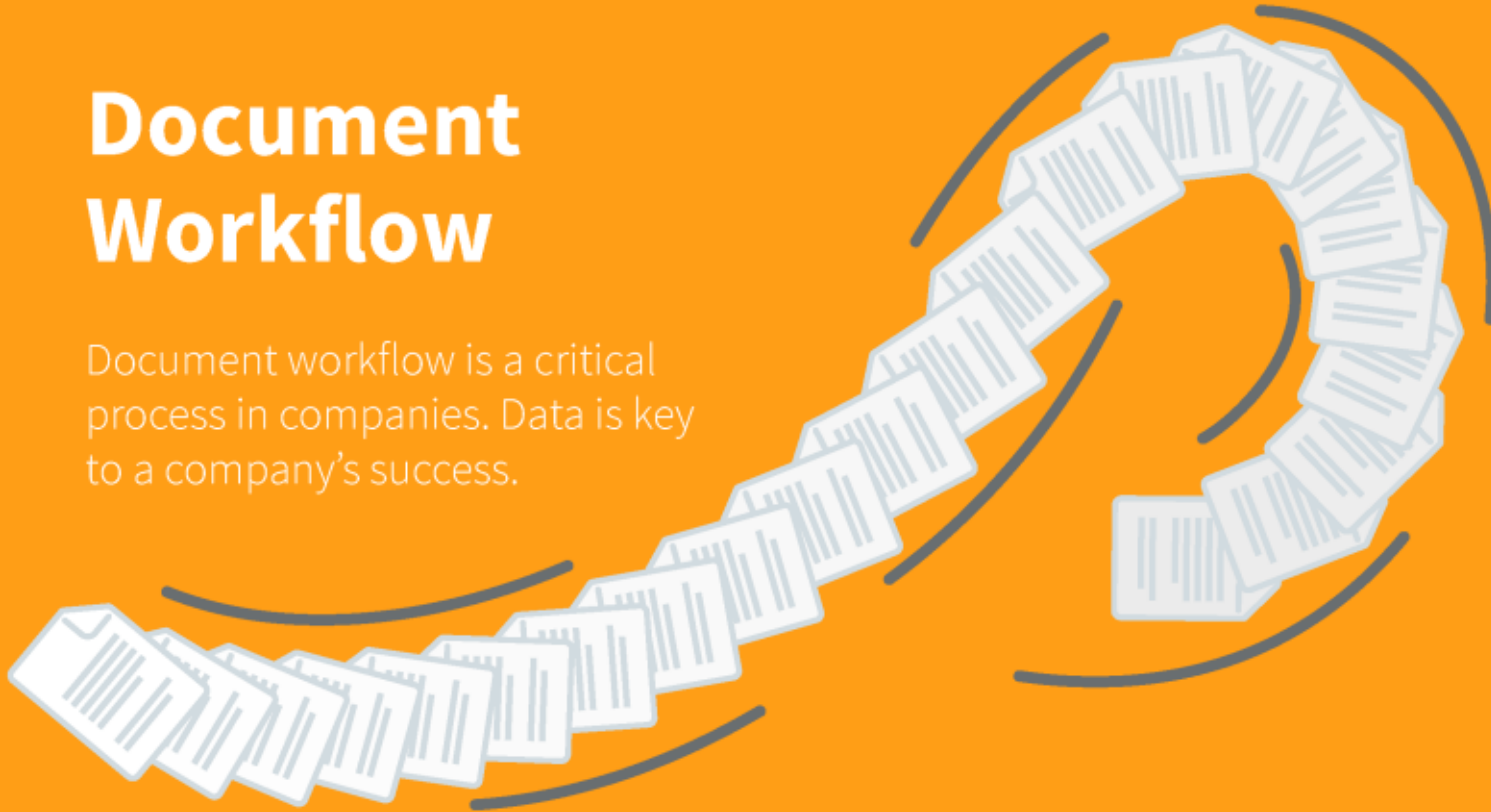 Document
Workflow
Document workflow is a critical
process in companies. Data is key
to a company’s success.